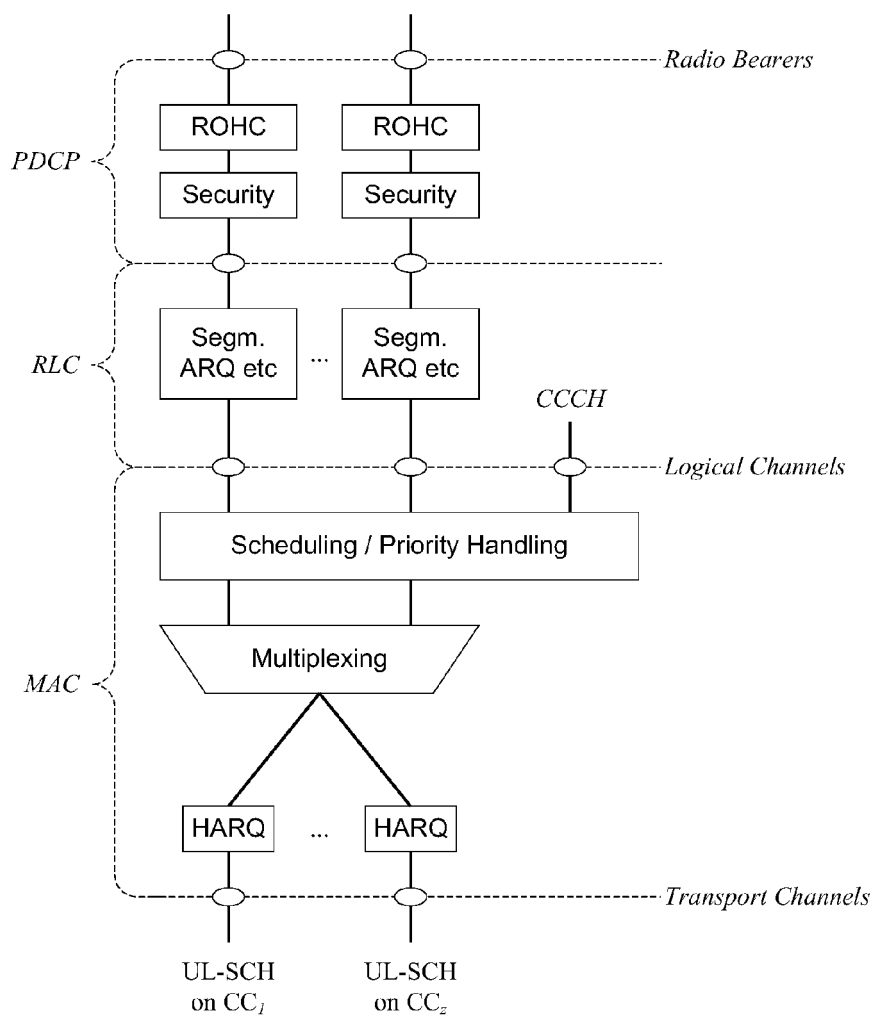 Radio Bearers
ROHC ROHC
PDCP
Security Security
Segm. Segm.
ARQ etc ... ARQ etc
RLC
CCCH
Logical Channels
Scheduling / Priority Handling
Multiplexing
MAC
HARQ ... HARQ
Transport Channels
UL-SCH UL-SCH
on CC1 on CCz